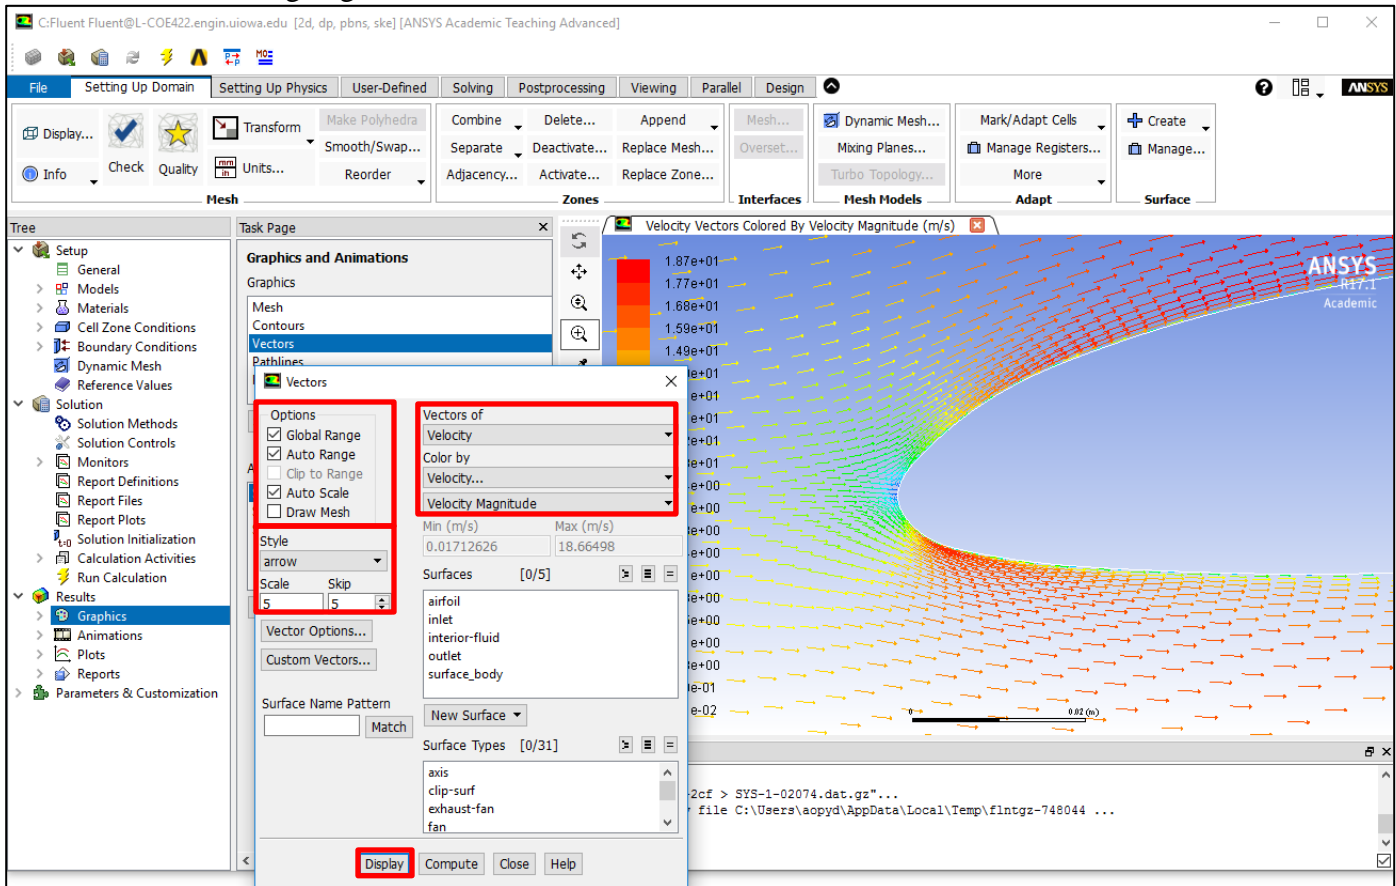 C:Fluent Fluent@L-COE422.engin.uiowa.edu [2d, dp, pbns, ske] [ANSYS Academic Teaching Advanced]
File Setting Up Domain Setting Up Physics User-Defined Solving Postprocessing Viewing Parallel Design ANSYS
Display... Transform Make Polyhedra Combine Delete... Append Mesh... Dynamic Mesh... Mark/Adapt Cells Create
Smooth/Swap... Separate Deactivate... Replace Mesh... Overset... Mixing Planes... Manage Registers... Manage...
Info Check Quality Units... Reorder Adjacency... Activate... Replace Zone... Turbo Topology... More
Mesh Zones Interfaces Mesh Models Adapt Surface
Tree
Setup
General
Models
Materials
Cell Zone Conditions
Boundary Conditions
Dynamic Mesh
Reference Values
Solution
Solution Methods
Solution Controls
Monitors
Report Definitions
Report Files
Report Plots
Solution Initialization
Calculation Activities
Run Calculation
Results
Graphics
Animations
Plots
Reports
Parameters & Customization
Task Page
Graphics and Animations
Graphics
Mesh
Contours
Vectors
Pathlines
Vectors
Options
Global Range
Auto Range
Clip to Range
Auto Scale
Draw Mesh
Style
arrow
Scale Skip
5 5
Vector Options...
Custom Vectors...
Surface Name Pattern
Match
Vectors of
Velocity
Color by
Velocity...
Velocity Magnitude
Min (m/s) Max (m/s)
0.01712626 18.66498
Surfaces [0/5]
airfoil
inlet
interior-fluid
outlet
surface_body
New Surface
Surface Types [0/31]
axis
clip-surf
exhaust-fan
fan
Display Compute Close Help
Velocity Vectors Colored By Velocity Magnitude (m/s)
1.87e+01
1.77e+01
1.68e+01
1.59e+01
1.49e+01
ANSYS
R17.1
Academic
0 0.02 (m)
-2cf > SYS-1-02074.dat.gz"...
file C:\Users\aopyd\AppData\Local\Temp\flntgz-748044 ...